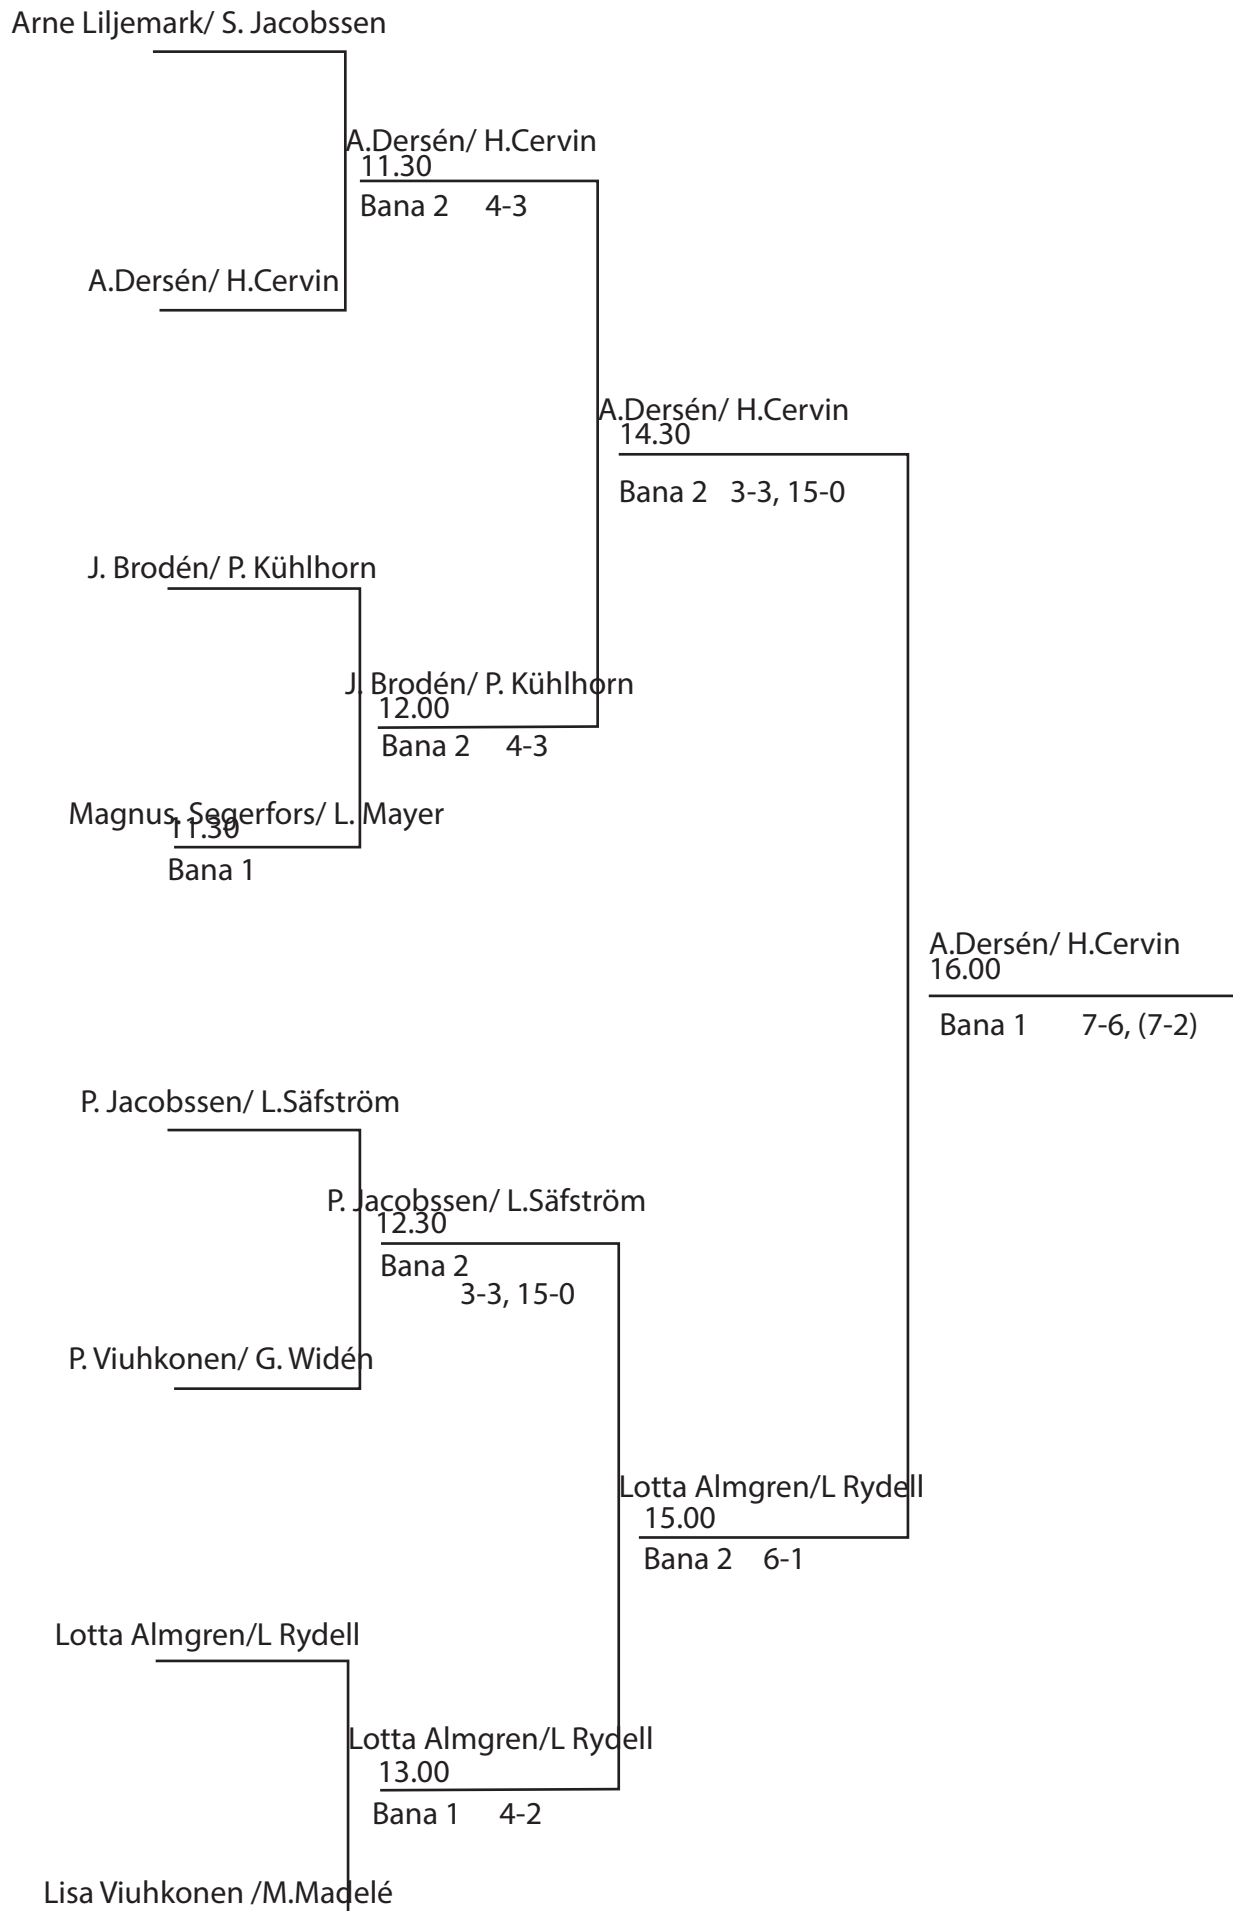 Arne Liljemark/ S. Jacobssen
A.Dersén/ H.Cervin
11.30
Bana 2 4-3
A.Dersén/ H.Cervin
A.Dersén/ H.Cervin
14.30
Bana 2 3-3, 15-0
J. Brodén/ P. Kühlhorn
J. Brodén/ P. Kühlhorn
12.00
Bana 2 4-3
Magnus. Segerfors/ L. Mayer
11.30
Bana 1
A.Dersén/ H.Cervin
16.00
Bana 1 7-6, (7-2)
P. Jacobssen/ L.Säfström
P. Jacobssen/ L.Säfström
12.30
Bana 2
3-3, 15-0
P. Viuhkonen/ G. Widén
Lotta Almgren/L Rydell
15.00
Bana 2 6-1
Lotta Almgren/L Rydell
Lotta Almgren/L Rydell
13.00
Bana 1 4-2
Lisa Viuhkonen /M.Madelé